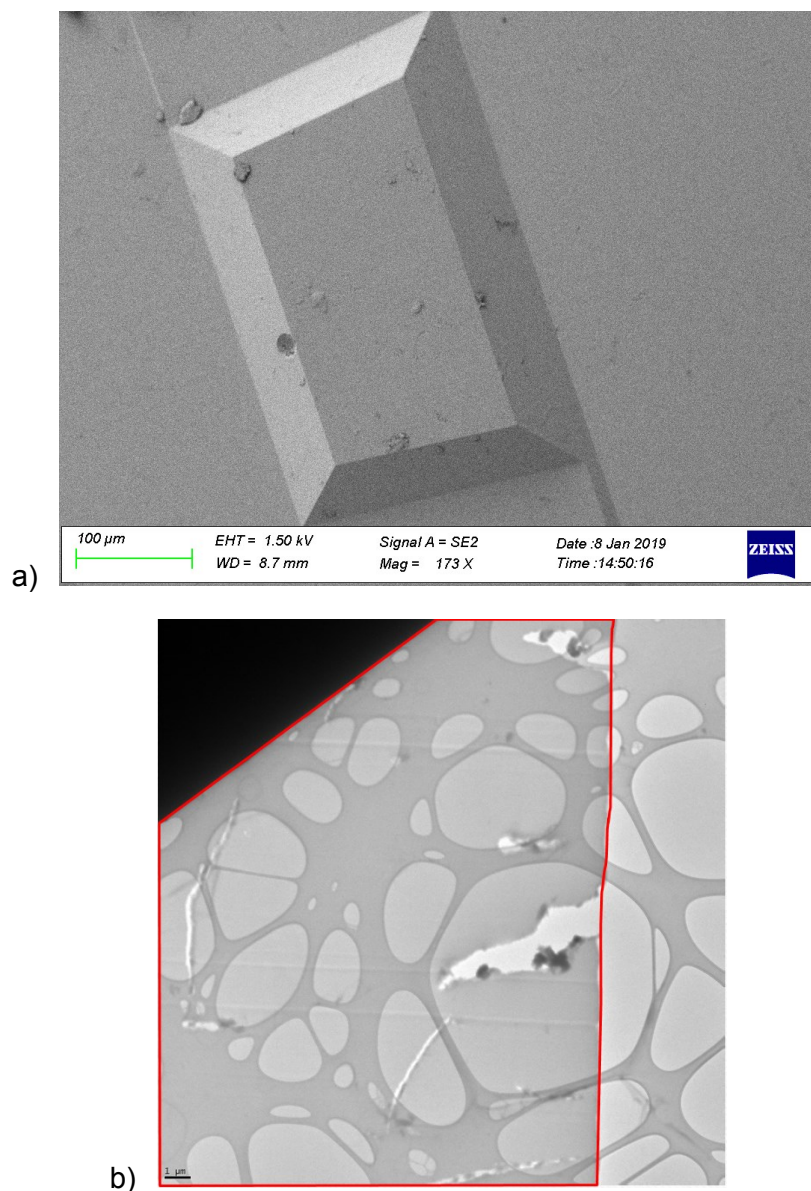 100 µm EHT = 1.50 kV Signal A = SE2 Date :8 Jan 2019 ZEISS
WD = 8.7 mm Mag = 173 X Time :14:50:16
a)
1 µm
b)